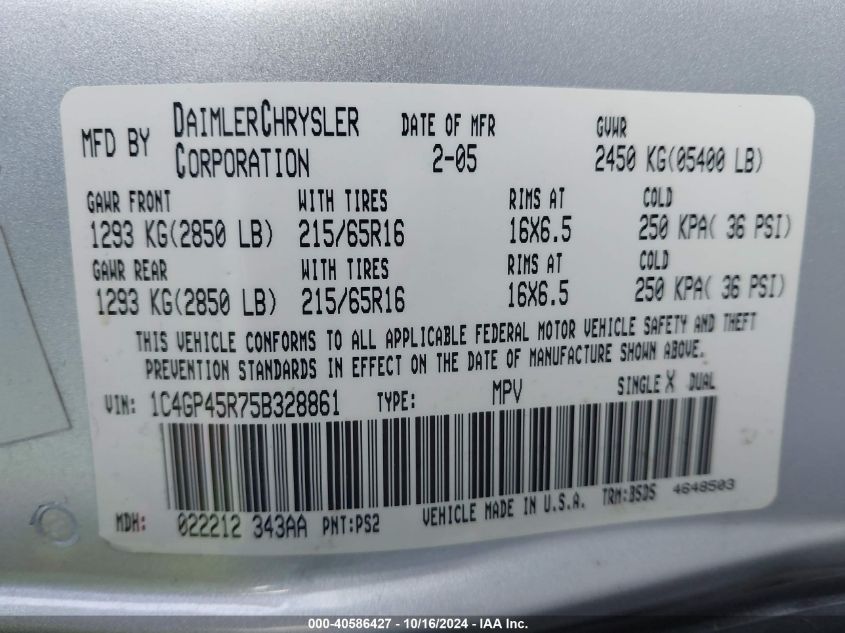 MFD BY DAIMLERCHRYSLER CORPORATION DATE OF MFR 2-05 GVWR 2450 KG(05400 LB)
GAWR FRONT WITH TIRES RIMS AT COLD
1293 KG(2850 LB) 215/65R16 16X6.5 250 KPA( 36 PSI)
GAWR REAR WITH TIRES RIMS AT COLD
1293 KG(2850 LB) 215/65R16 16X6.5 250 KPA( 36 PSI)
THIS VEHICLE CONFORMS TO ALL APPLICABLE FEDERAL MOTOR VEHICLE SAFETY AND THEFT
PREVENTION STANDARDS IN EFFECT ON THE DATE OF MANUFACTURE SHOWN ABOVE.
VIN: 1C4GP45R75B328861 TYPE: MPV SINGLE X DUAL
MDH: 022212 343AA PNT:PS2 VEHICLE MADE IN U.S.A. TRM:BSDS 4648503
000-40586427 - 10/16/2024 - IAA Inc.